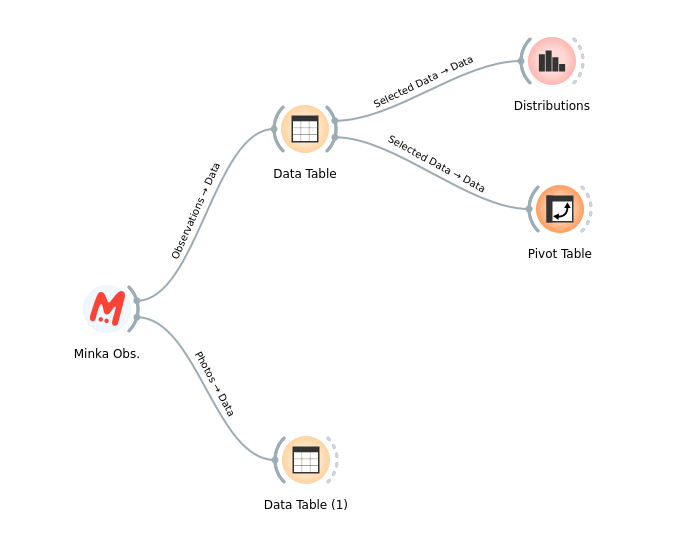 Selected Data → Data
Distributions
Selected Data → Data
Data Table
Observations → Data
Pivot Table
Minka Obs.
Photos → Data
Data Table (1)